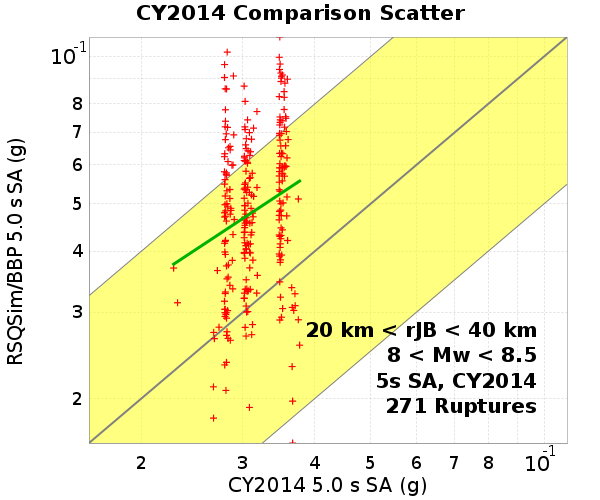 CY2014 Comparison Scatter
RSQSim/BBP 5.0 s SA (g)
10⁻¹
8
7
6
5
4
3
2
20 km < rJB < 40 km
8 < Mw < 8.5
5s SA, CY2014
271 Ruptures
2 3 4 5 6 7 8 10⁻¹
CY2014 5.0 s SA (g)